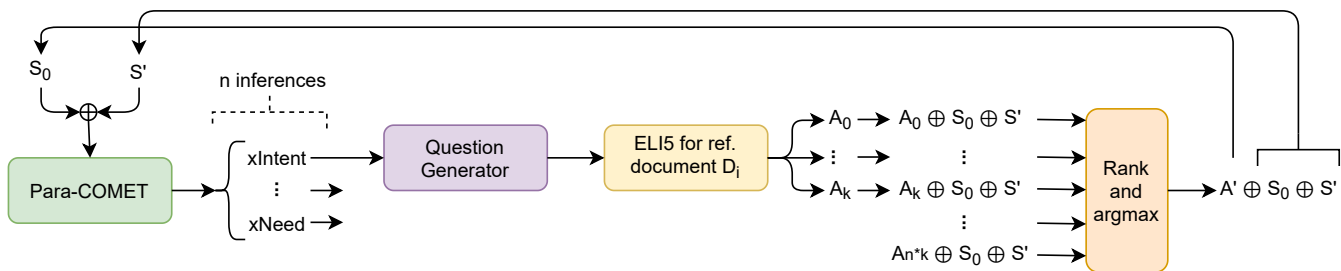 S0 S'
n inferences
Para-COMET
xIntent
⋮
xNeed
Question
Generator
ELI5 for ref.
document Di
A0 A0 ⊕ S0 ⊕ S'
⋮ ⋮
Ak Ak ⊕ S0 ⊕ S'
⋮
An*k ⊕ S0 ⊕ S'
Rank
and
argmax
A' ⊕ S0 ⊕ S'